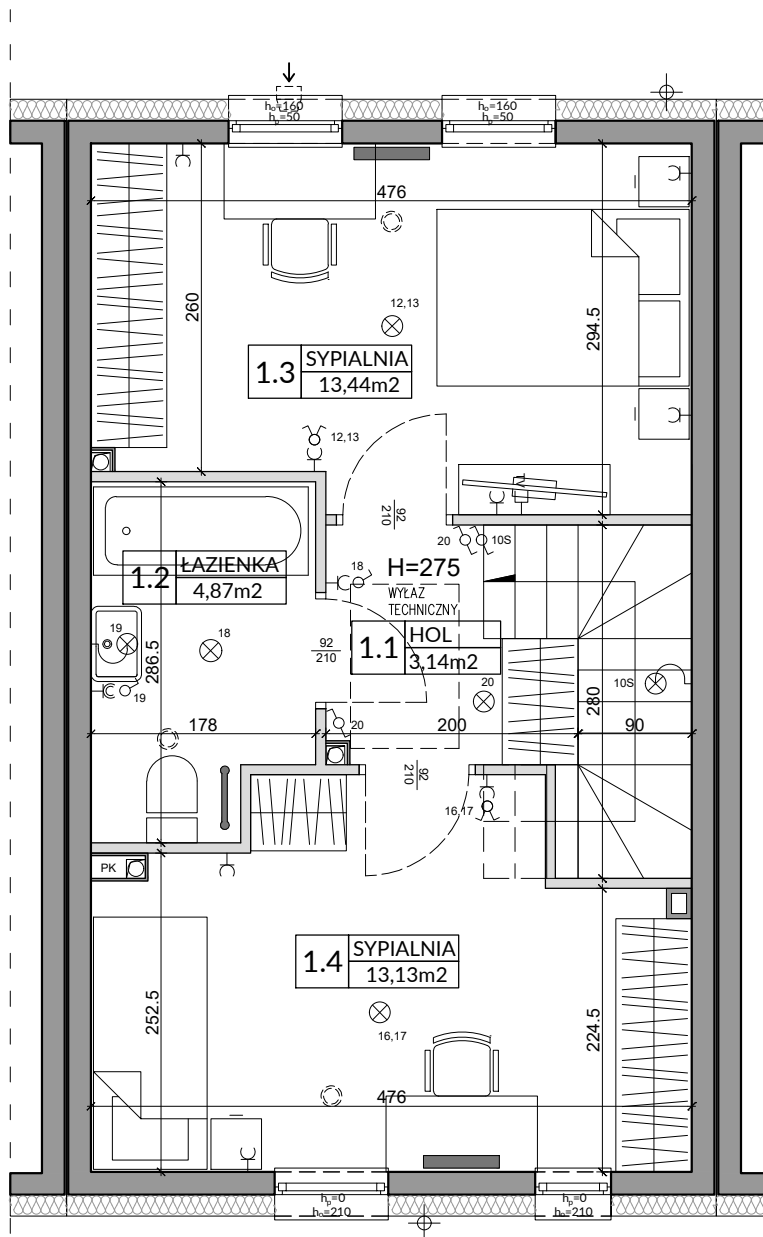 hₒ=160
hₚ=50
hₒ=160
hₚ=50
476
260
12,13
294.5
1.3
SYPIALNIA
13,44m2
12,13
92
210
20
10S
18
H=275
WYŁAZ
TECHNICZNY
1.2
ŁAZIENKA
4,87m2
1.1
HOL
3,14m2
19
18
92
210
286.5
19
20
10S
280
178
20
200
90
92
210
16,17
PK
1.4
SYPIALNIA
13,13m2
252.5
16,17
224.5
476
hₚ=0
hₒ=210
hₚ=0
hₒ=210